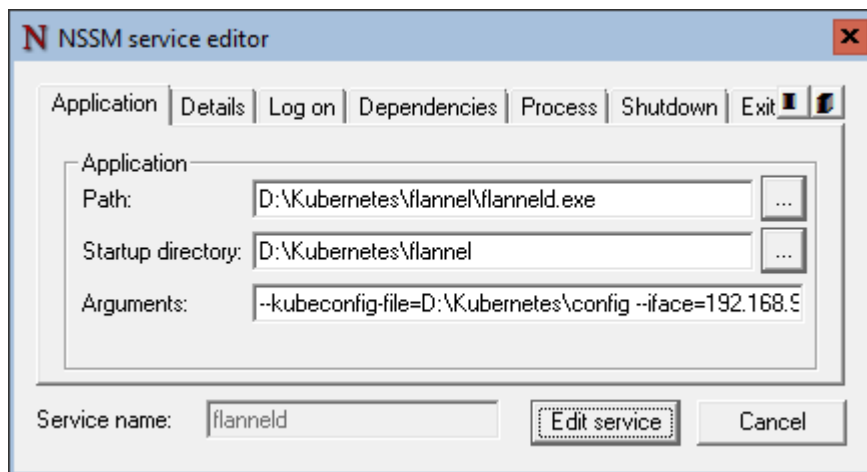 N NSSM service editor
Application Details Log on Dependencies Process Shutdown Exit
Application
Path: D:\Kubernetes\flannel\flanneld.exe ...
Startup directory: D:\Kubernetes\flannel ...
Arguments: --kubeconfig-file=D:\Kubernetes\config --iface=192.168.9
Service name: flanneld Edit service Cancel